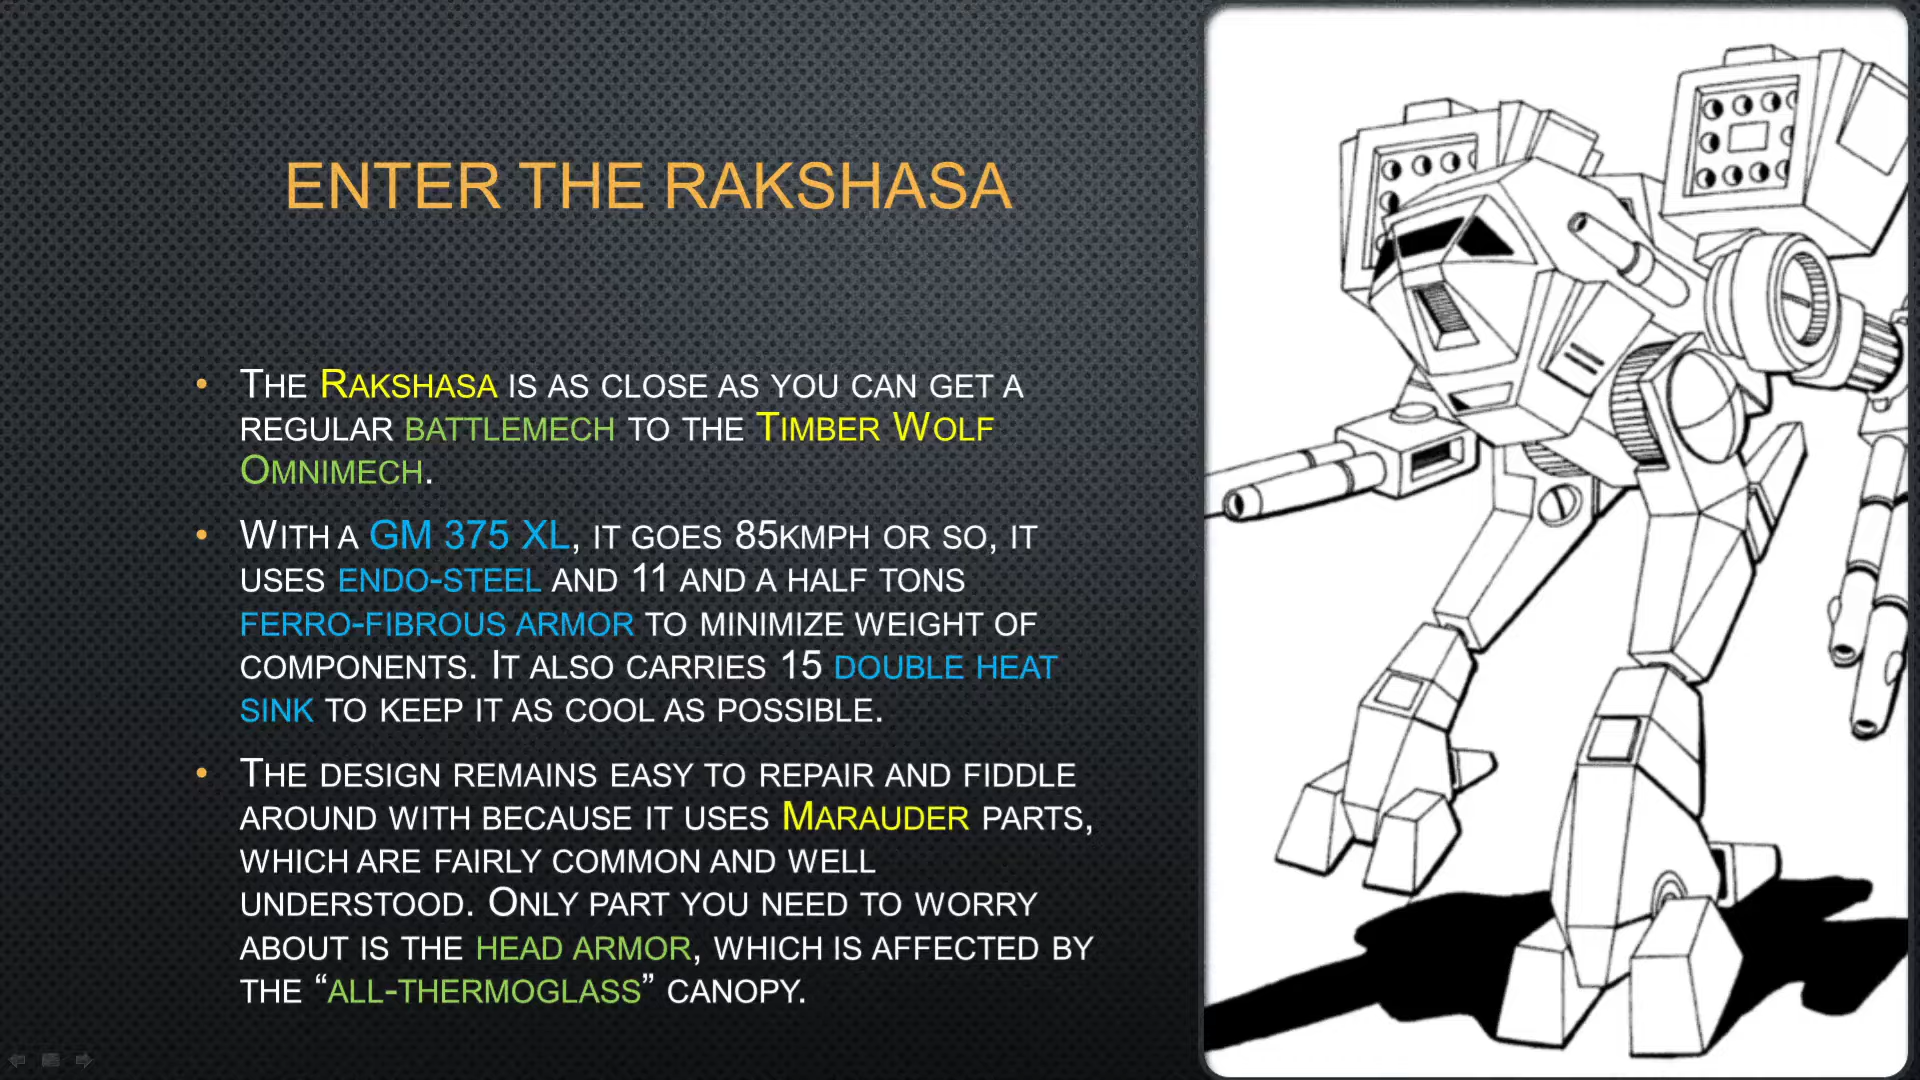 ENTER THE RAKSHASA
• THE RAKSHASA IS AS CLOSE AS YOU CAN GET A
REGULAR BATTLEMECH TO THE TIMBER WOLF
OMNIMECH.
• WITH A GM 375 XL, IT GOES 85KMPH OR SO, IT
USES ENDO-STEEL AND 11 AND A HALF TONS
FERRO-FIBROUS ARMOR TO MINIMIZE WEIGHT OF
COMPONENTS. IT ALSO CARRIES 15 DOUBLE HEAT
SINK TO KEEP IT AS COOL AS POSSIBLE.
• THE DESIGN REMAINS EASY TO REPAIR AND FIDDLE
AROUND WITH BECAUSE IT USES MARAUDER PARTS,
WHICH ARE FAIRLY COMMON AND WELL
UNDERSTOOD. ONLY PART YOU NEED TO WORRY
ABOUT IS THE HEAD ARMOR, WHICH IS AFFECTED BY
THE “ALL-THERMOGLASS” CANOPY.